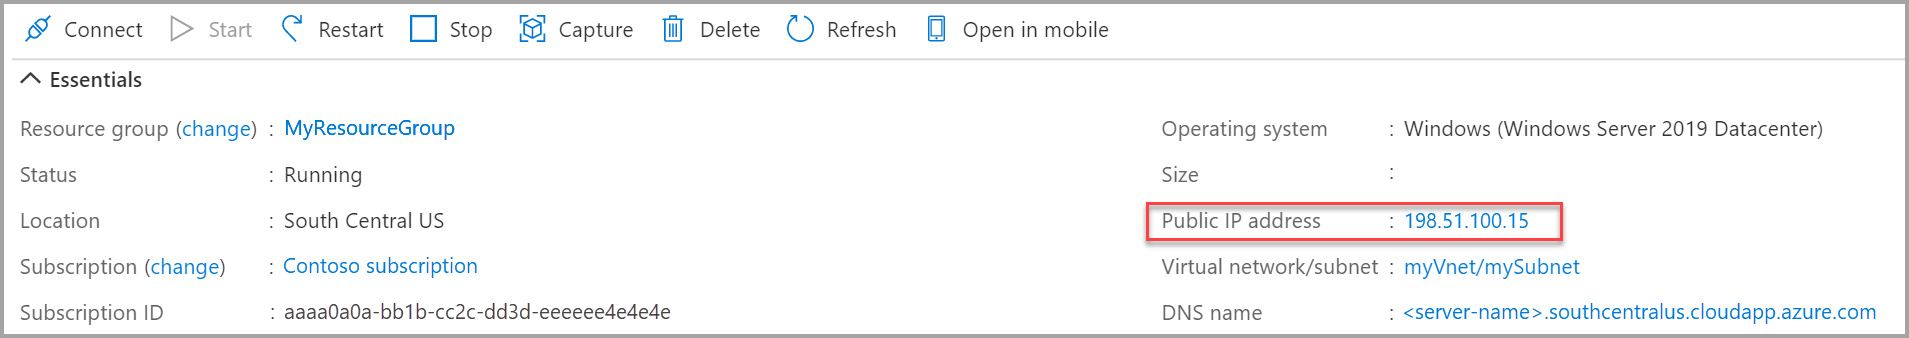 Connect Start Restart Stop Capture Delete Refresh Open in mobile
Essentials
Resource group (change) : MyResourceGroup
Status : Running
Location : South Central US
Subscription (change) : Contoso subscription
Subscription ID : aaaa0a0a-bb1b-cc2c-dd3d-eeeeee4e4e4e
Operating system : Windows (Windows Server 2019 Datacenter)
Size :
Public IP address : 198.51.100.15
Virtual network/subnet : myVnet/mySubnet
DNS name : <server-name>.southcentralus.cloudapp.azure.com